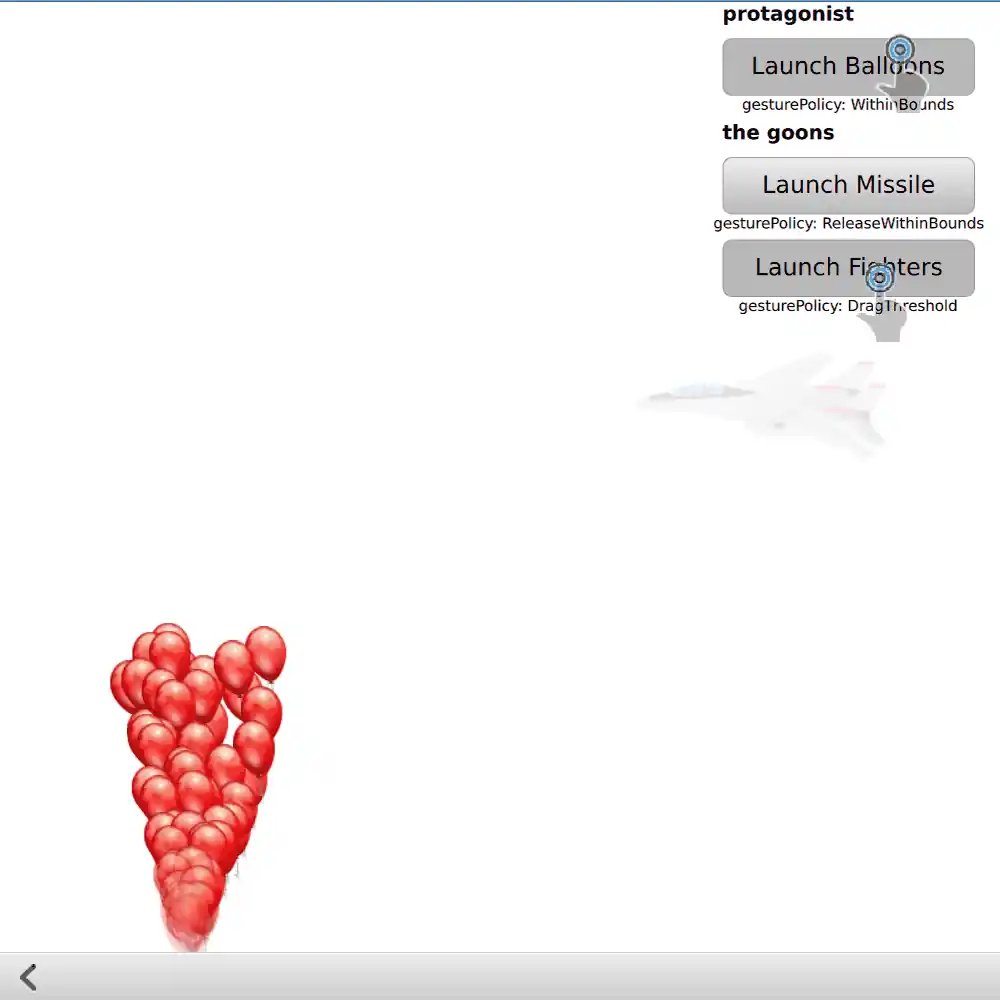 protagonist
Launch Balloons
gesturePolicy: WithinBounds
the goons
Launch Missile
gesturePolicy: ReleaseWithinBounds
Launch Fighters
gesturePolicy: DragThreshold